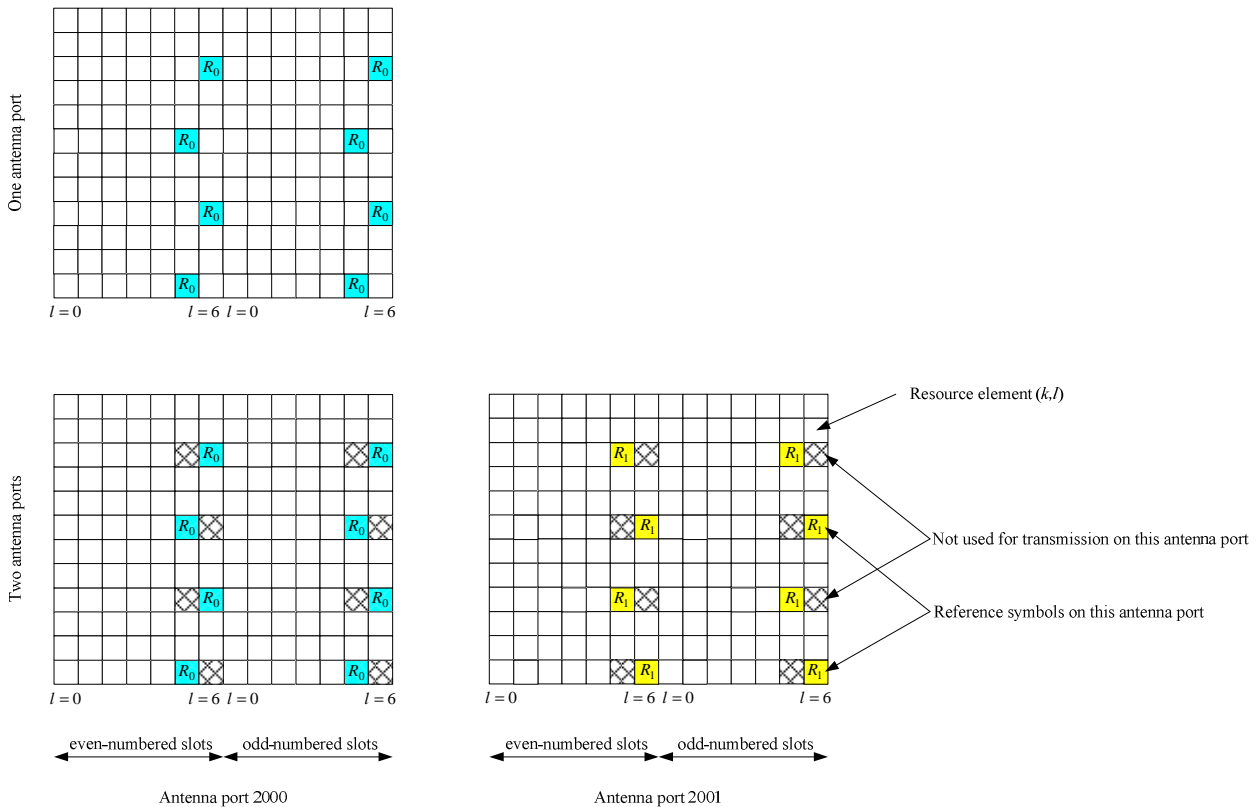 One antenna port
R0 R0
R0 R0
R0 R0
R0 R0
l = 0 l = 6 l = 0 l = 6
Two antenna ports
Resource element (k,l)
R0 R0 R1 R1
R0 R0 R1 R1
Not used for transmission on this antenna port
R0 R0 R1 R1
Reference symbols on this antenna port
R0 R0 R1 R1
l = 0 l = 6 l = 0 l = 6 l = 0 l = 6 l = 0 l = 6
even-numbered slots odd-numbered slots even-numbered slots odd-numbered slots
Antenna port 2000 Antenna port 2001